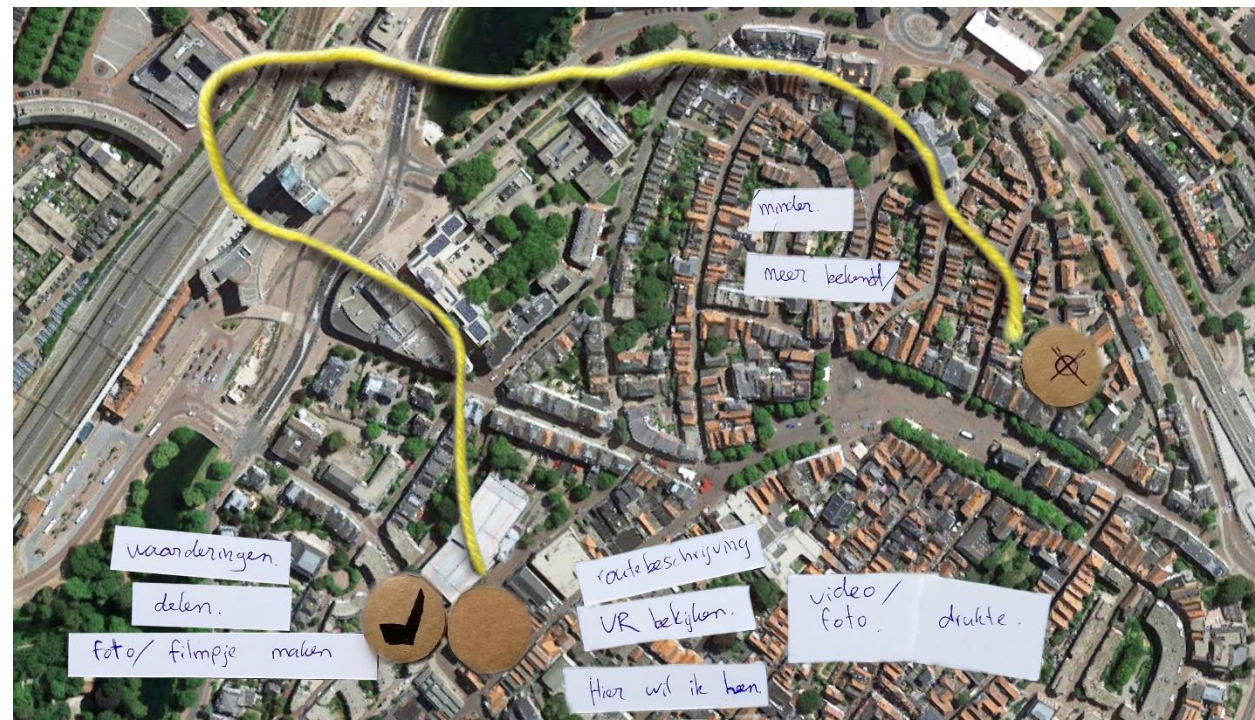 minder.
meer bekend/
waarderingen.
delen.
foto/ filmpje maken
routebeschrijving
VR bekijken.
Hier wil ik heen.
video/
foto.
drukte.